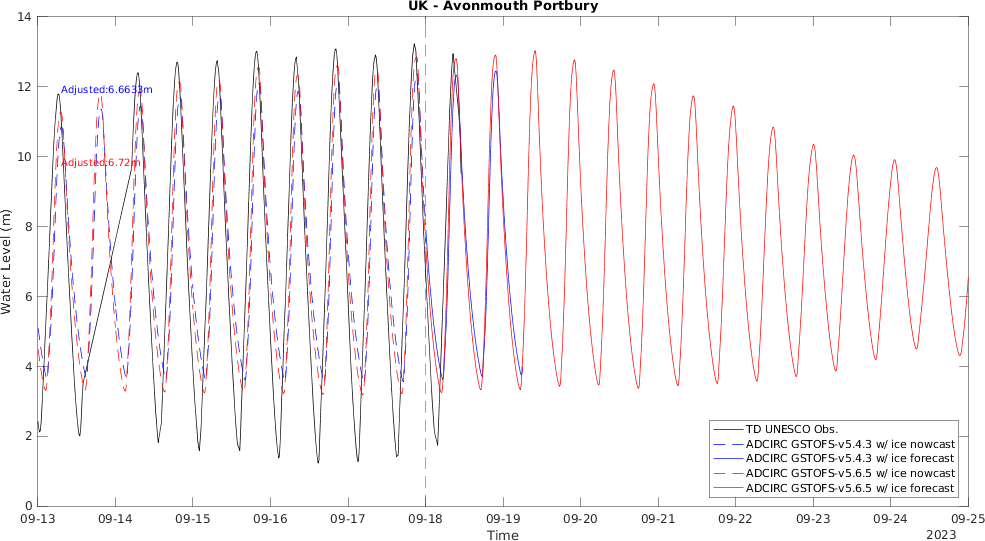 UK - Avonmouth Portbury
14
12
10
8
6
4
2
0
Water Level (m)
Adjusted:6.6633m
Adjusted:6.72m
TD UNESCO Obs.
ADCIRC GSTOFS-v5.4.3 w/ ice nowcast
ADCIRC GSTOFS-v5.4.3 w/ ice forecast
ADCIRC GSTOFS-v5.6.5 w/ ice nowcast
ADCIRC GSTOFS-v5.6.5 w/ ice forecast
09-13 09-14 09-15 09-16 09-17 09-18 09-19 09-20 09-21 09-22 09-23 09-24 09-25
Time
2023